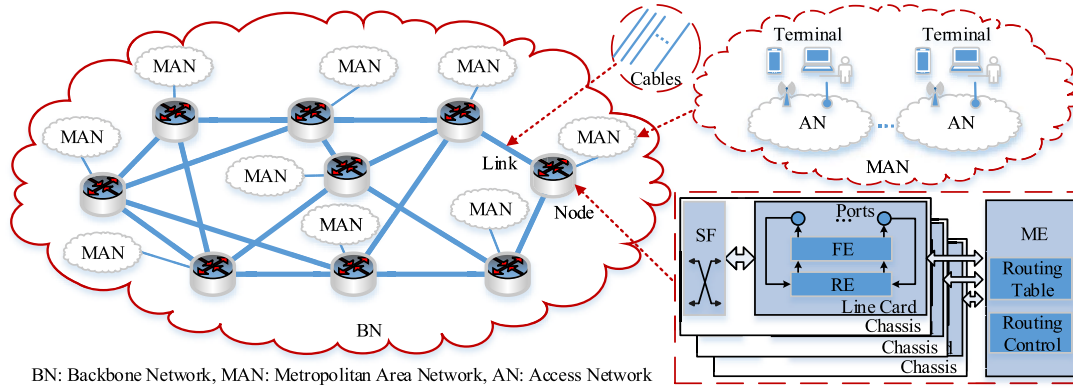 MAN
MAN
MAN
MAN
MAN
MAN
MAN
MAN
MAN
Link
Node
BN
Cables
Terminal
Terminal
AN
AN
MAN
SF
Ports
FE
RE
Line Card
Chassis
Chassis
Chassis
ME
Routing
Table
Routing
Control
BN: Backbone Network, MAN: Metropolitan Area Network, AN: Access Network